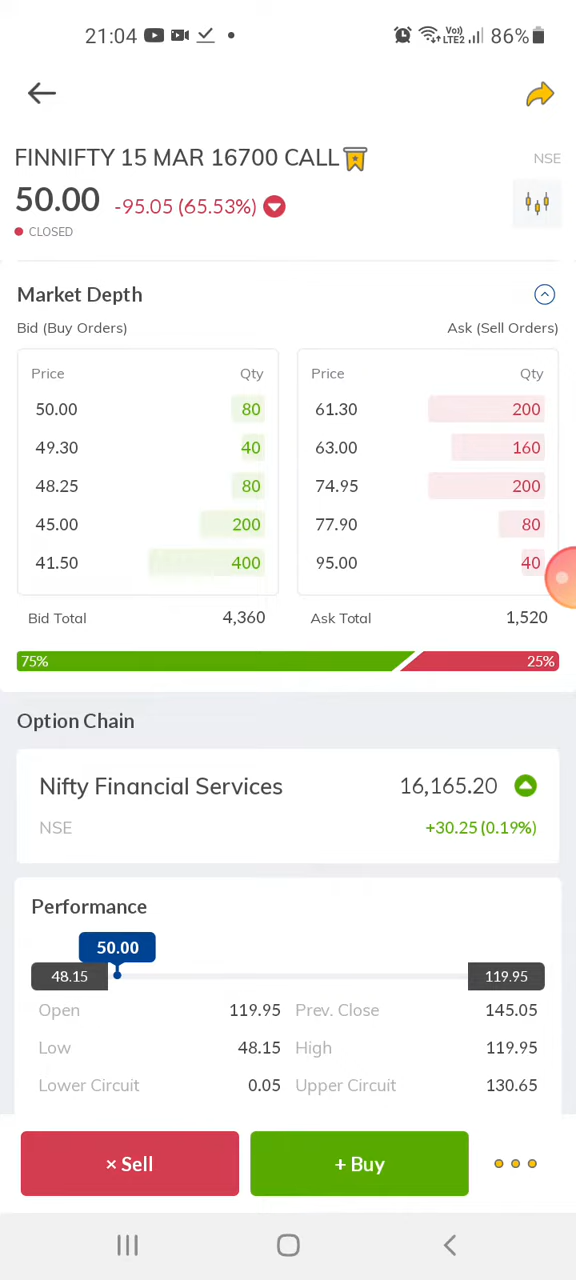 21:04 Vo)) LTE2 86%
FINNIFTY 15 MAR 16700 CALL NSE
50.00 -95.05 (65.53%)
CLOSED
Market Depth
Bid (Buy Orders) Ask (Sell Orders)
Price Qty Price Qty
50.00 80 61.30 200
49.30 40 63.00 160
48.25 80 74.95 200
45.00 200 77.90 80
41.50 400 95.00 40
Bid Total 4,360 Ask Total 1,520
75% 25%
Option Chain
Nifty Financial Services 16,165.20
NSE +30.25 (0.19%)
Performance
50.00
48.15 119.95
Open 119.95 Prev. Close 145.05
Low 48.15 High 119.95
Lower Circuit 0.05 Upper Circuit 130.65
× Sell + Buy